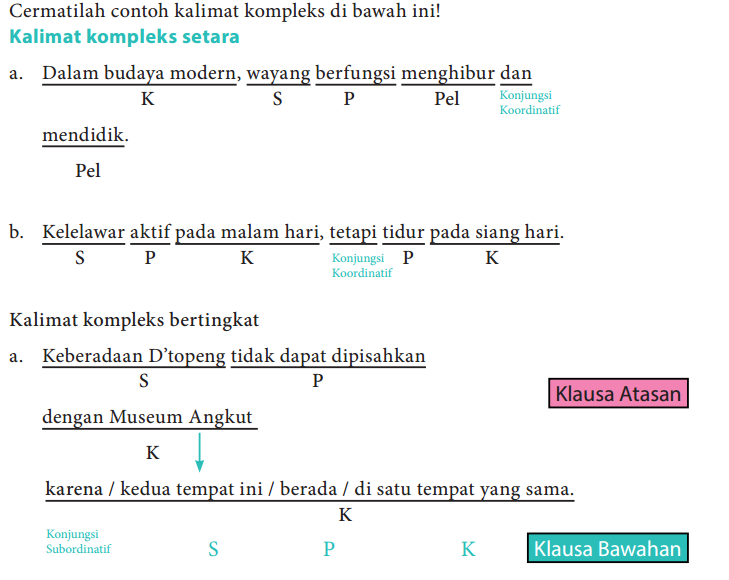 Cermatilah contoh kalimat kompleks di bawah ini!
Kalimat kompleks setara
a. Dalam budaya modern, wayang berfungsi menghibur dan
K S P Pel Konjungsi
Koordinatif
mendidik.
Pel
b. Kelelawar aktif pada malam hari, tetapi tidur pada siang hari.
S P K Konjungsi P K
Koordinatif
Kalimat kompleks bertingkat
a. Keberadaan D’topeng tidak dapat dipisahkan
S P
Klausa Atasan
dengan Museum Angkut
K
karena / kedua tempat ini / berada / di satu tempat yang sama.
K
Konjungsi
Subordinatif S P K Klausa Bawahan